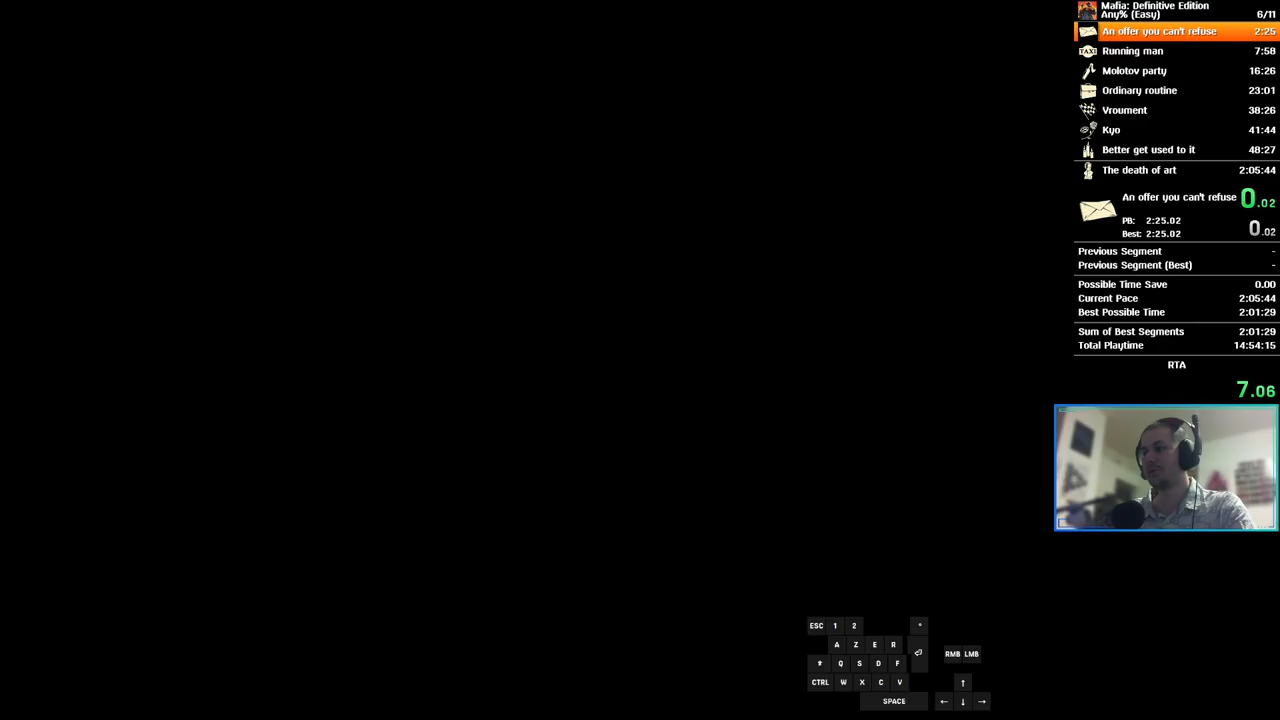 Mafia: Definitive Edition
Any% (Easy) 6/11
An offer you can't refuse 2:25
TAXI Running man 7:58
Molotov party 16:26
Ordinary routine 23:01
Vroument 38:26
Kyo 41:44
Better get used to it 48:27
The death of art 2:05:44
An offer you can't refuse 0.02
PB: 2:25.02
Best: 2:25.02 0.02
Previous Segment -
Previous Segment (Best) -
Possible Time Save 0.00
Current Pace 2:05:44
Best Possible Time 2:01:29
Sum of Best Segments 2:01:29
Total Playtime 14:54:15
RTA
7.06
ESC 1 2 °
A Z E R
RMB LMB
Q S D F
CTRL W X C V
↑
SPACE ← ↓ →